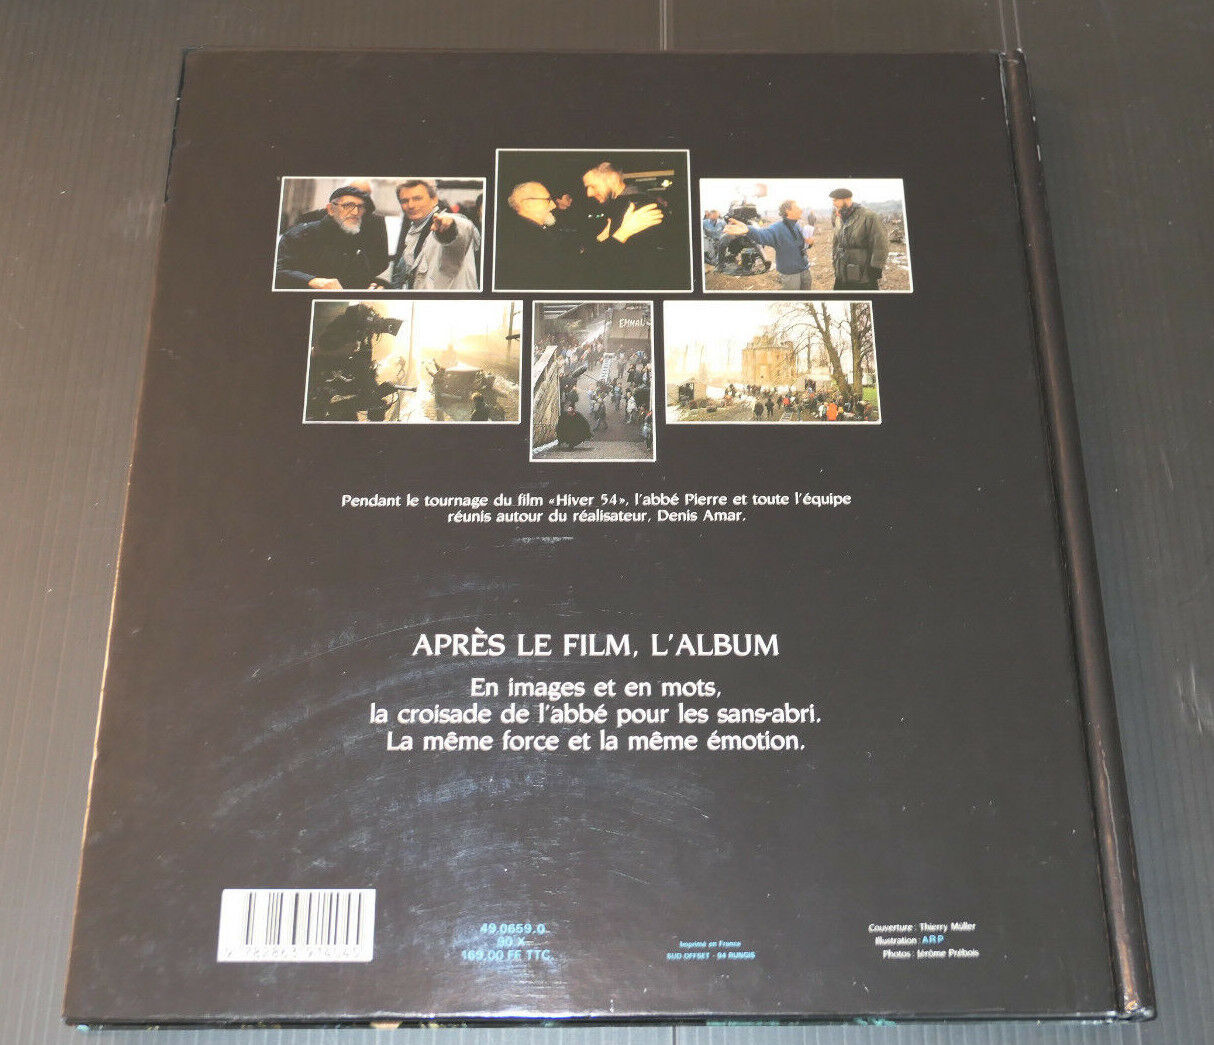 EMMAÜ
Pendant le tournage du film «Hiver 54», l'abbé Pierre et toute l'équipe
réunis autour du réalisateur, Denis Amar.
APRÈS LE FILM, L'ALBUM
En images et en mots,
la croisade de l'abbé pour les sans-abri.
La même force et la même émotion.
49.0659.0
90 X
169,00 FF TTC
Imprimé en France
SUD OFFSET - 94 RUNGIS
Couverture : Thierry Müller
Illustration : ARP
Photos : Jérôme Prébois